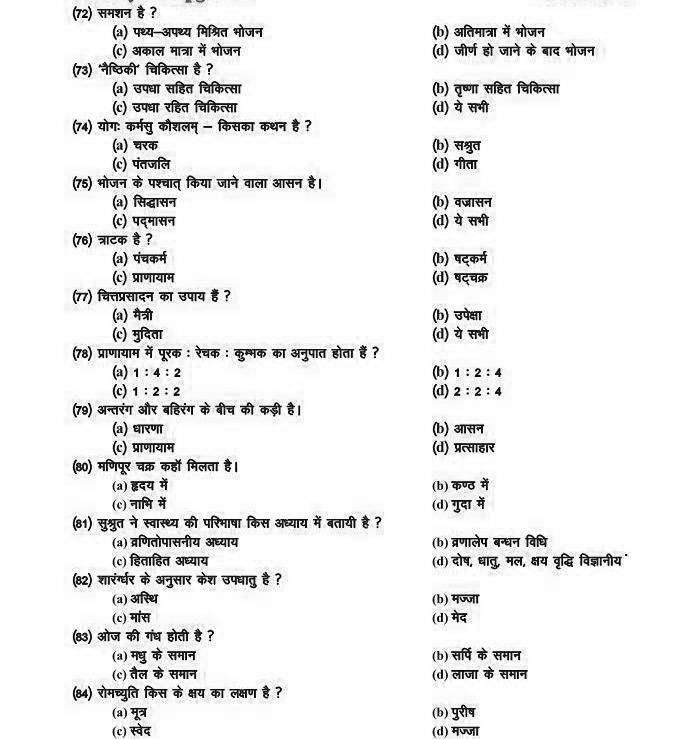 (72) समशन है ?
(a) पथ्य–अपथ्य मिश्रित भोजन (b) अतिमात्रा में भोजन
(c) अकाल मात्रा में भोजन (d) जीर्ण हो जाने के बाद भोजन
(73) 'नैष्ठिकी' चिकित्सा है ?
(a) उपधा सहित चिकित्सा (b) तृष्णा सहित चिकित्सा
(c) उपधा रहित चिकित्सा (d) ये सभी
(74) योगः कर्मसु कौशलम् – किसका कथन है ?
(a) चरक (b) सश्रुत
(c) पंतजलि (d) गीता
(75) भोजन के पश्चात् किया जाने वाला आसन है।
(a) सिद्धासन (b) वज्रासन
(c) पद्मासन (d) ये सभी
(76) त्राटक है ?
(a) पंचकर्म (b) षट्कर्म
(c) प्राणायाम (d) षट्चक्र
(77) चित्तप्रसादन का उपाय हैं ?
(a) मैत्री (b) उपेक्षा
(c) मुदिता (d) ये सभी
(78) प्राणायाम में पूरक : रेचक : कुम्भक का अनुपात होता हैं ?
(a) 1 : 4 : 2 (b) 1 : 2 : 4
(c) 1 : 2 : 2 (d) 2 : 2 : 4
(79) अन्तरंग और बहिरंग के बीच की कड़ी है।
(a) धारणा (b) आसन
(c) प्राणायाम (d) प्रत्साहार
(80) मणिपूर चक्र कहाॅ मिलता है।
(a) हृदय में (b) कण्ठ में
(c) नाभि में (d) गुदा में
(81) सुश्रुत ने स्वास्थ्य की परिभाषा किस अध्याय में बतायी है ?
(a) व्रणितोपासनीय अध्याय (b) व्रणालेप बन्धन विधि
(c) हिताहित अध्याय (d) दोष, धातु, मल, क्षय वृद्धि विज्ञानीय
(82) शारंर्ग्धर के अनुसार केश उपधातु है ?
(a) अस्थि (b) मज्जा
(c) मांस (d) मेद
(83) ओज की गंध होती है ?
(a) मधु के समान (b) सर्पि के समान
(c) तैल के समान (d) लाजा के समान
(84) रोमच्युति किस के क्षय का लक्षण है ?
(a) मूत्र (b) पुरीष
(c) स्वेद (d) मज्जा